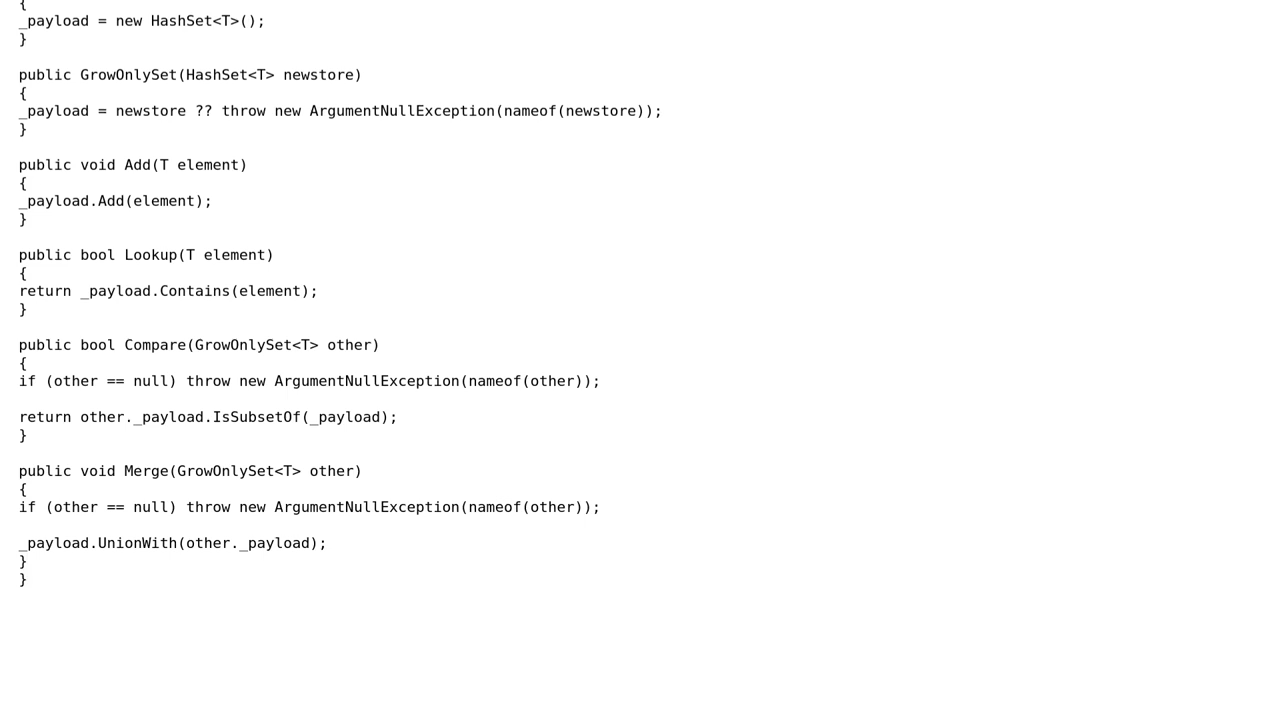 {
_payload = new HashSet<T>();
}

public GrowOnlySet(HashSet<T> newstore)
{
_payload = newstore ?? throw new ArgumentNullException(nameof(newstore));
}

public void Add(T element)
{
_payload.Add(element);
}

public bool Lookup(T element)
{
return _payload.Contains(element);
}

public bool Compare(GrowOnlySet<T> other)
{
if (other == null) throw new ArgumentNullException(nameof(other));

return other._payload.IsSubsetOf(_payload);
}

public void Merge(GrowOnlySet<T> other)
{
if (other == null) throw new ArgumentNullException(nameof(other));

_payload.UnionWith(other._payload);
}
}